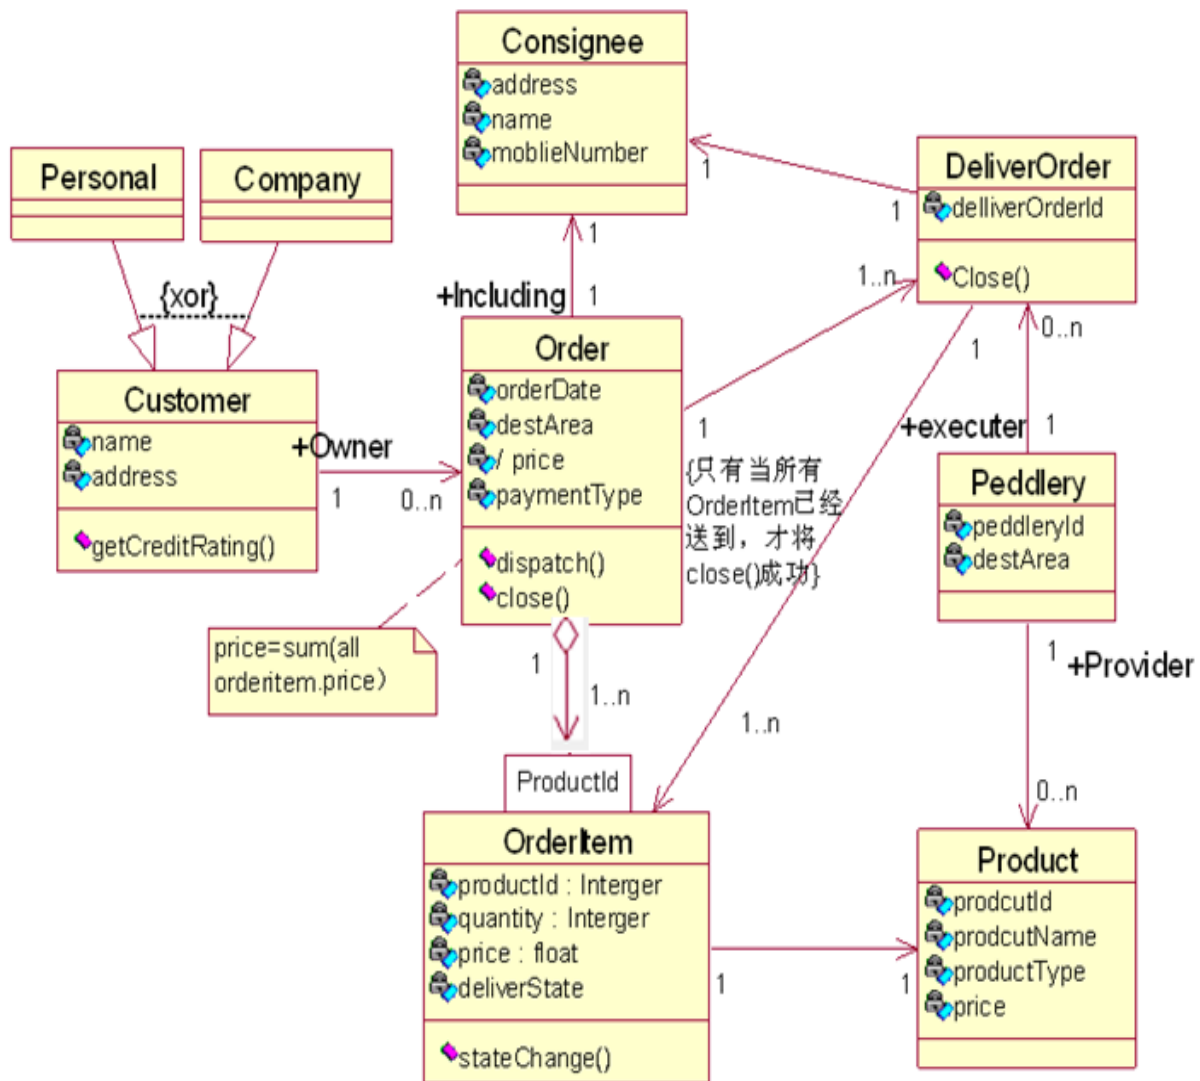 Consignee
address
name
moblieNumber
Personal
Company
{xor}
DeliverOrder
delliverOrderId
Close()
1
1
1
1
+Including
1..n
0..n
1
Customer
name
address
getCreditRating()
+Owner
1
0..n
Order
orderDate
destArea
/ price
paymentType
dispatch()
close()
1
{只有当所有
OrderItem已经
送到，才将
close()成功}
+executer
1
Peddlery
peddleryId
destArea
price=sum(all
orderitem.price）
1
1..n
1..n
1
+Provider
0..n
ProductId
OrderItem
productId : Interger
quantity : Interger
price : float
deliverState
stateChange()
1
1
Product
prodcutId
prodcutName
productType
price